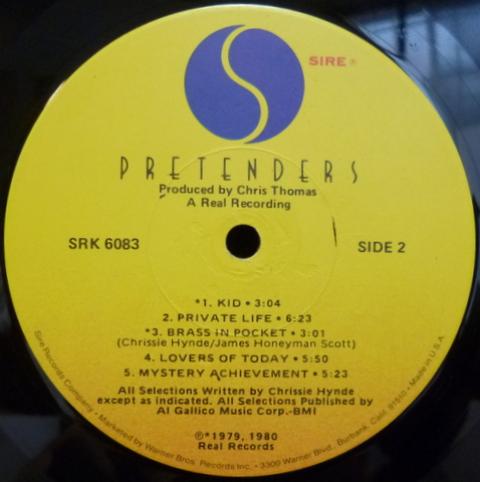 SIRE ®
PRETENDERS
Produced by Chris Thomas
A Real Recording
SRK 6083
SIDE 2
*1. KID • 3:04
2. PRIVATE LIFE • 6:23
*3. BRASS IN POCKET • 3:01
(Chrissie Hynde/James Honeyman Scott)
4. LOVERS OF TODAY • 5:50
5. MYSTERY ACHIEVEMENT • 5:23
All Selections Written by Chrissie Hynde
except as indicated. All Selections Published by
Al Gallico Music Corp.-BMI
℗*1979, 1980
Real Records
Sire Records Company • Marketed by Warner Bros. Records Inc. • 3300 Warner Blvd., Burbank, Calif. 91510 • Made in U.S.A.